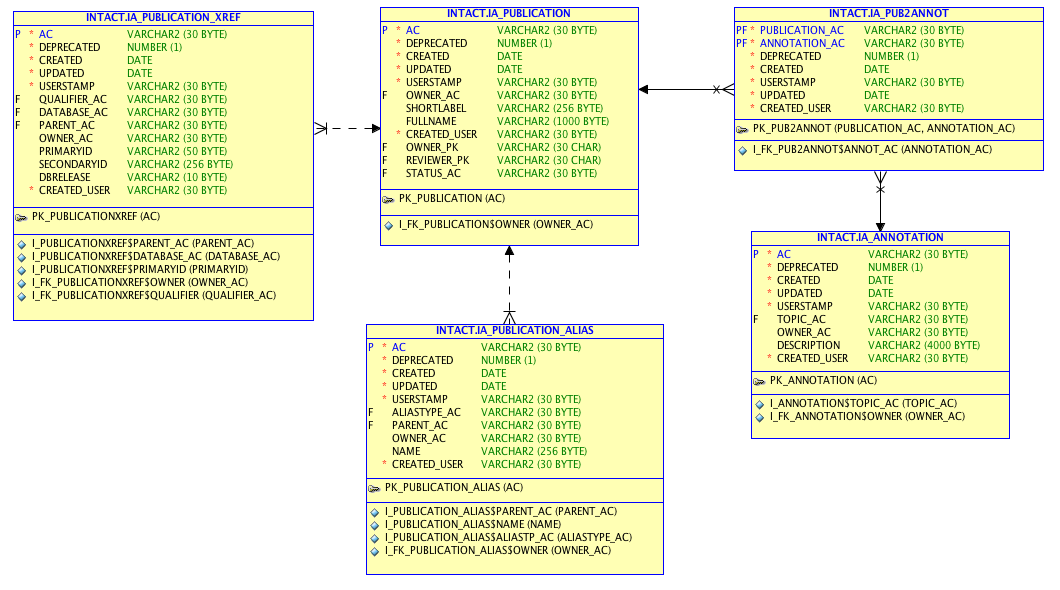 INTACT.IA_PUBLICATION_XREF
P * AC VARCHAR2 (30 BYTE)
* DEPRECATED NUMBER (1)
* CREATED DATE
* UPDATED DATE
* USERSTAMP VARCHAR2 (30 BYTE)
F QUALIFIER_AC VARCHAR2 (30 BYTE)
F DATABASE_AC VARCHAR2 (30 BYTE)
F PARENT_AC VARCHAR2 (30 BYTE)
OWNER_AC VARCHAR2 (30 BYTE)
PRIMARYID VARCHAR2 (50 BYTE)
SECONDARYID VARCHAR2 (256 BYTE)
DBRELEASE VARCHAR2 (10 BYTE)
* CREATED_USER VARCHAR2 (30 BYTE)
PK_PUBLICATIONXREF (AC)
I_PUBLICATIONXREF$PARENT_AC (PARENT_AC)
I_PUBLICATIONXREF$DATABASE_AC (DATABASE_AC)
I_PUBLICATIONXREF$PRIMARYID (PRIMARYID)
I_FK_PUBLICATIONXREF$OWNER (OWNER_AC)
I_FK_PUBLICATIONXREF$QUALIFIER (QUALIFIER_AC)
INTACT.IA_PUBLICATION
P * AC VARCHAR2 (30 BYTE)
* DEPRECATED NUMBER (1)
* CREATED DATE
* UPDATED DATE
* USERSTAMP VARCHAR2 (30 BYTE)
F OWNER_AC VARCHAR2 (30 BYTE)
SHORTLABEL VARCHAR2 (256 BYTE)
FULLNAME VARCHAR2 (1000 BYTE)
* CREATED_USER VARCHAR2 (30 BYTE)
F OWNER_PK VARCHAR2 (30 CHAR)
F REVIEWER_PK VARCHAR2 (30 CHAR)
F STATUS_AC VARCHAR2 (30 BYTE)
PK_PUBLICATION (AC)
I_FK_PUBLICATION$OWNER (OWNER_AC)
INTACT.IA_PUB2ANNOT
PF * PUBLICATION_AC VARCHAR2 (30 BYTE)
PF * ANNOTATION_AC VARCHAR2 (30 BYTE)
* DEPRECATED NUMBER (1)
* CREATED DATE
* USERSTAMP VARCHAR2 (30 BYTE)
* UPDATED DATE
* CREATED_USER VARCHAR2 (30 BYTE)
PK_PUB2ANNOT (PUBLICATION_AC, ANNOTATION_AC)
I_FK_PUB2ANNOT$ANNOT_AC (ANNOTATION_AC)
INTACT.IA_ANNOTATION
P * AC VARCHAR2 (30 BYTE)
* DEPRECATED NUMBER (1)
* CREATED DATE
* UPDATED DATE
* USERSTAMP VARCHAR2 (30 BYTE)
F TOPIC_AC VARCHAR2 (30 BYTE)
OWNER_AC VARCHAR2 (30 BYTE)
DESCRIPTION VARCHAR2 (4000 BYTE)
* CREATED_USER VARCHAR2 (30 BYTE)
PK_ANNOTATION (AC)
I_ANNOTATION$TOPIC_AC (TOPIC_AC)
I_FK_ANNOTATION$OWNER (OWNER_AC)
INTACT.IA_PUBLICATION_ALIAS
P * AC VARCHAR2 (30 BYTE)
* DEPRECATED NUMBER (1)
* CREATED DATE
* UPDATED DATE
* USERSTAMP VARCHAR2 (30 BYTE)
F ALIASTYPE_AC VARCHAR2 (30 BYTE)
F PARENT_AC VARCHAR2 (30 BYTE)
OWNER_AC VARCHAR2 (30 BYTE)
NAME VARCHAR2 (256 BYTE)
* CREATED_USER VARCHAR2 (30 BYTE)
PK_PUBLICATION_ALIAS (AC)
I_PUBLICATION_ALIAS$PARENT_AC (PARENT_AC)
I_PUBLICATION_ALIAS$NAME (NAME)
I_PUBLICATION_ALIAS$ALIASTP_AC (ALIASTYPE_AC)
I_FK_PUBLICATION_ALIAS$OWNER (OWNER_AC)